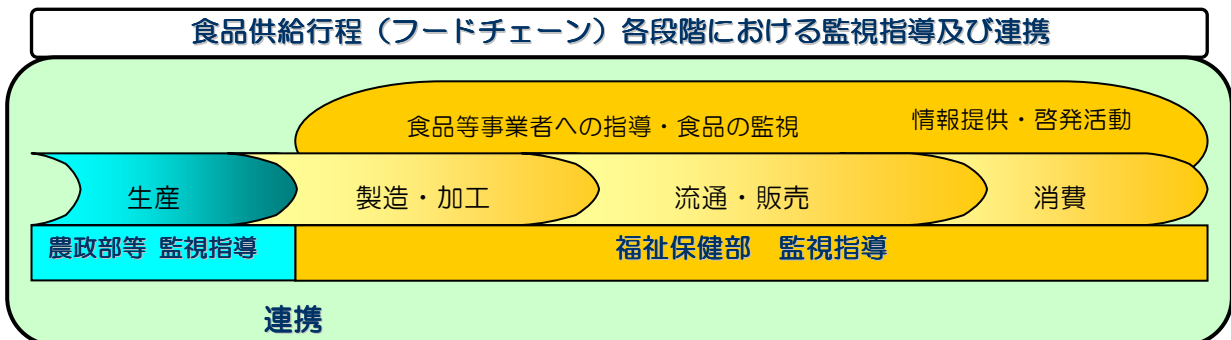 食品供給行程（フードチェーン）各段階における監視指導及び連携
食品等事業者への指導・食品の監視
情報提供・啓発活動
生産
製造・加工
流通・販売
消費
農政部等 監視指導
福祉保健部　監視指導
連携